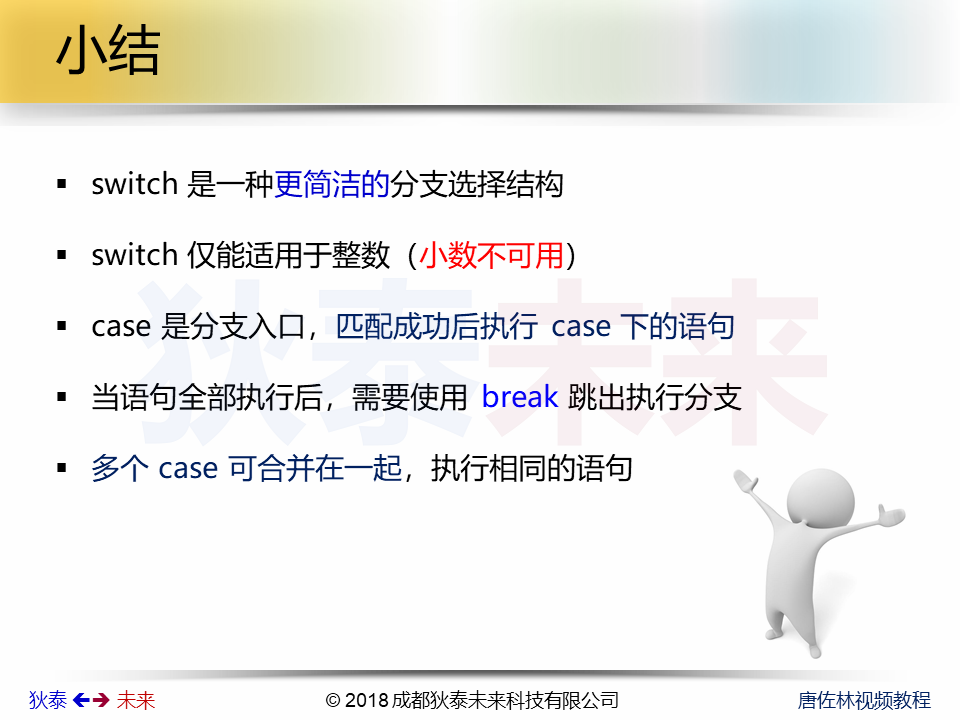 小结
▪ switch 是一种更简洁的分支选择结构
▪ switch 仅能适用于整数（小数不可用）
▪ case 是分支入口，匹配成功后执行 case 下的语句
▪ 当语句全部执行后，需要使用 break 跳出执行分支
▪ 多个 case 可合并在一起，执行相同的语句
狄泰未来
狄泰 🡸🡺 未来
© 2018 成都狄泰未来科技有限公司
唐佐林视频教程